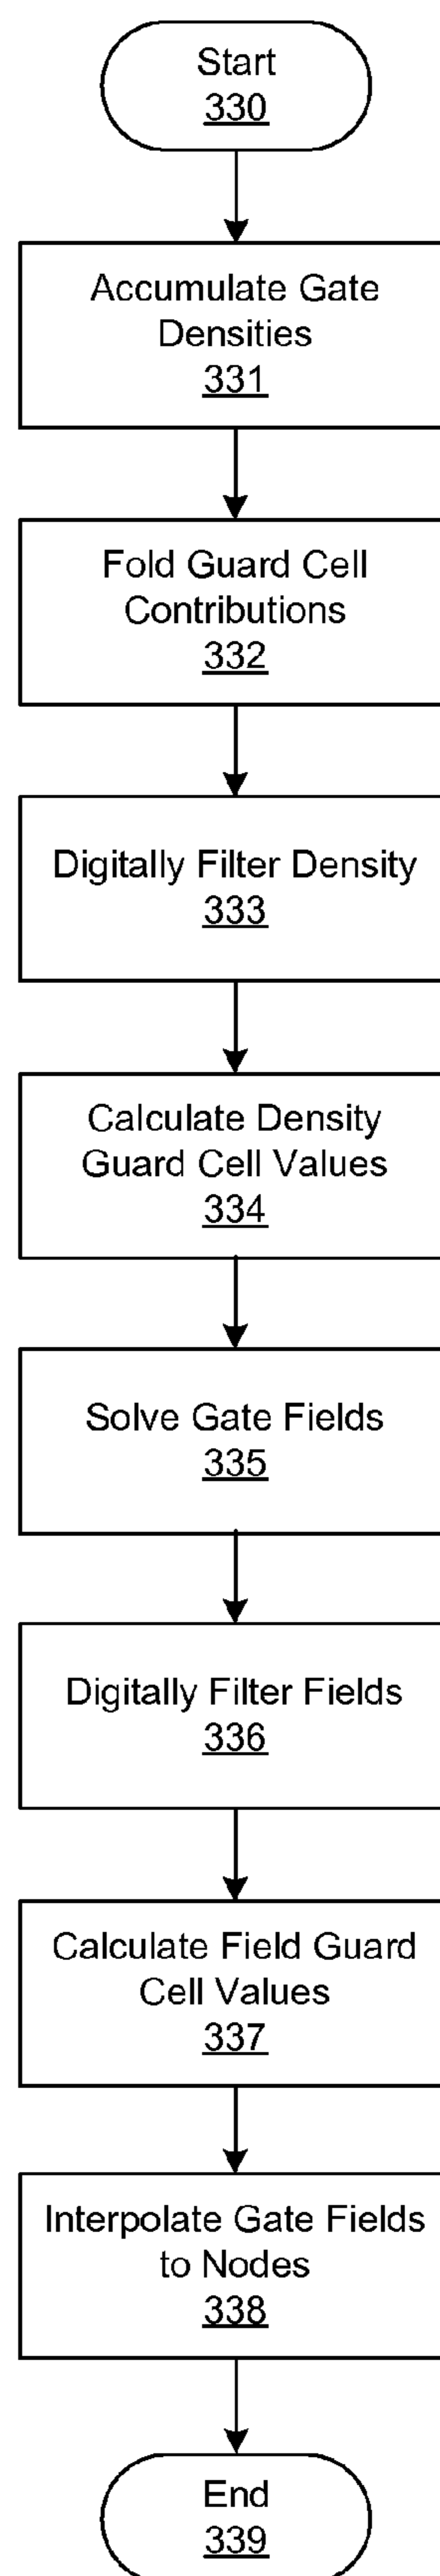 Start
330
Accumulate Gate
Densities
331
Fold Guard Cell
Contributions
332
Digitally Filter Density
333
Calculate Density
Guard Cell Values
334
Solve Gate Fields
335
Digitally Filter Fields
336
Calculate Field Guard
Cell Values
337
Interpolate Gate Fields
to Nodes
338
End
339